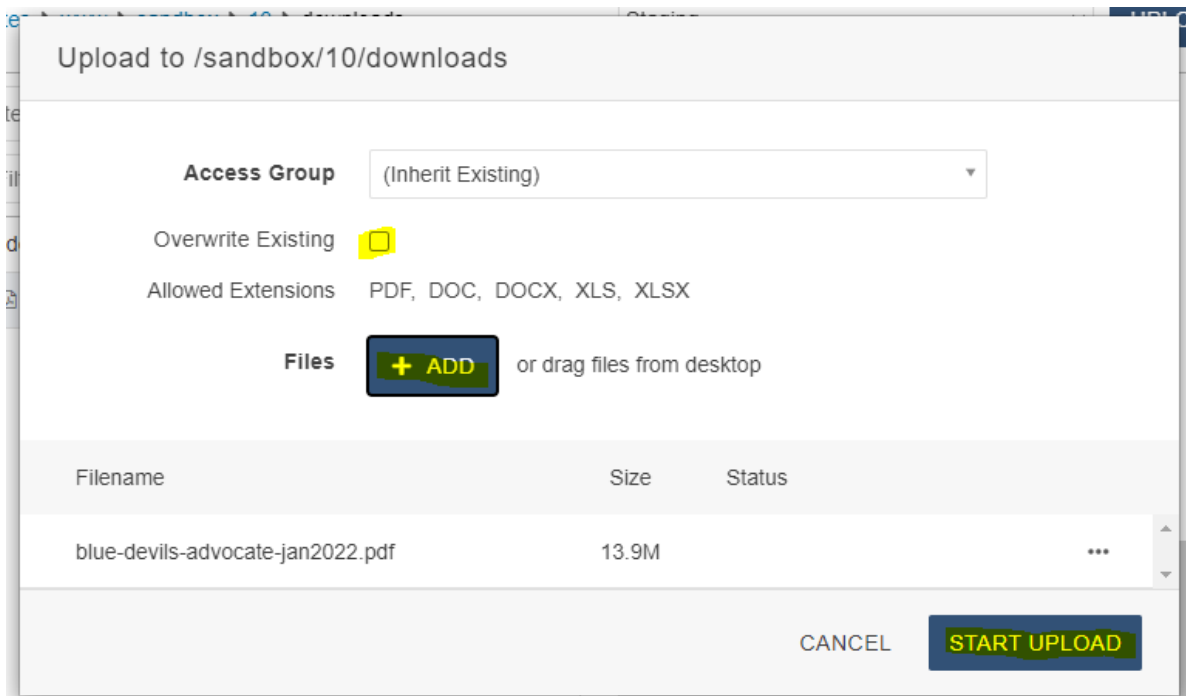 Upload to /sandbox/10/downloads
Access Group (Inherit Existing)
Overwrite Existing
Allowed Extensions PDF, DOC, DOCX, XLS, XLSX
Files + ADD or drag files from desktop
Filename Size Status
blue-devils-advocate-jan2022.pdf 13.9M •••
CANCEL START UPLOAD